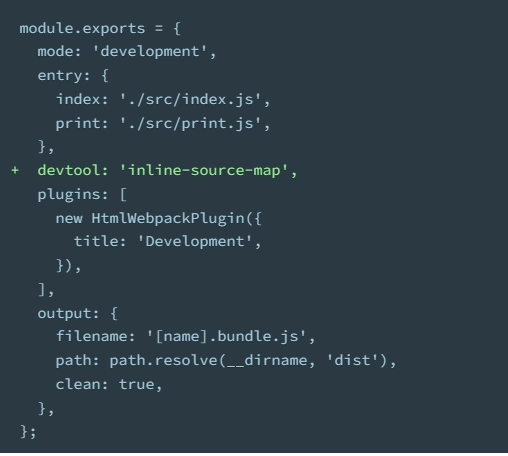 module.exports = {
  mode: 'development',
  entry: {
    index: './src/index.js',
    print: './src/print.js',
  },
+  devtool: 'inline-source-map',
  plugins: [
    new HtmlWebpackPlugin({
      title: 'Development',
    }),
  ],
  output: {
    filename: '[name].bundle.js',
    path: path.resolve(__dirname, 'dist'),
    clean: true,
  },
};